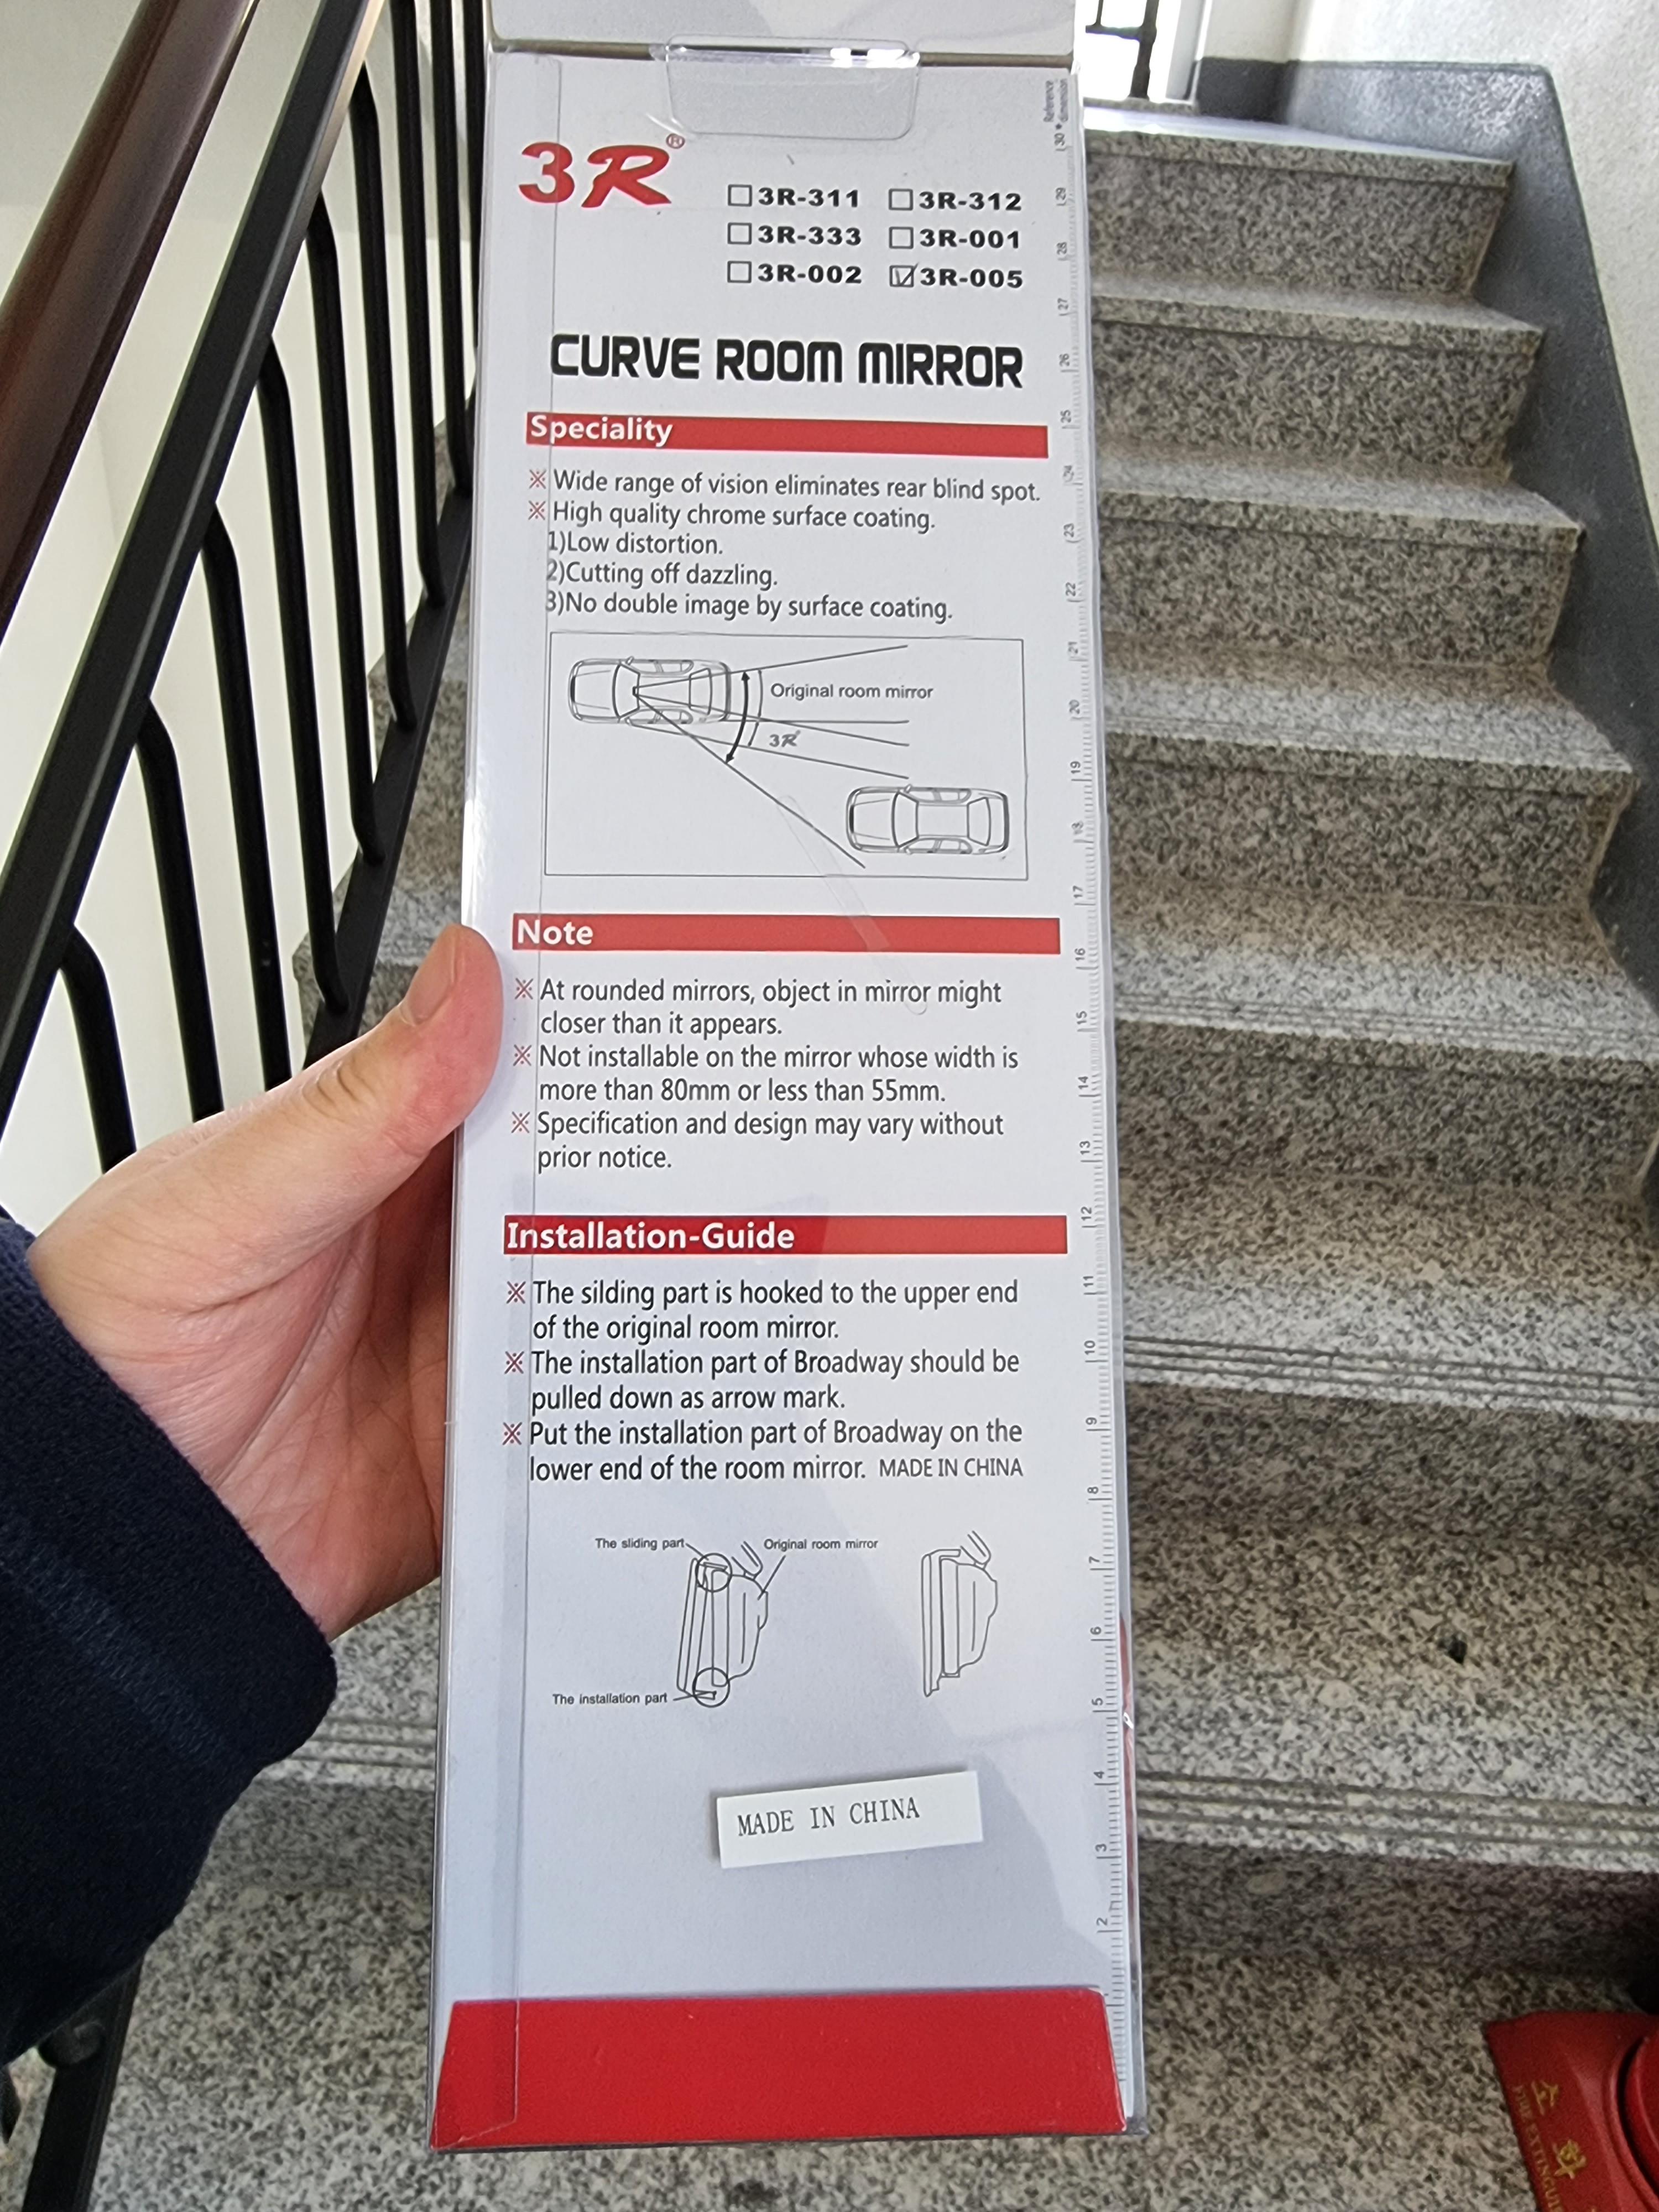 3R®
☐3R-311 ☐3R-312
☐3R-333 ☐3R-001
☐3R-002 ☑3R-005
CURVE ROOM MIRROR
Speciality
※ Wide range of vision eliminates rear blind spot.
※ High quality chrome surface coating.
1)Low distortion.
2)Cutting off dazzling.
3)No double image by surface coating.
Original room mirror
3R
Note
※ At rounded mirrors, object in mirror might
closer than it appears.
※ Not installable on the mirror whose width is
more than 80mm or less than 55mm.
※ Specification and design may vary without
prior notice.
Installation-Guide
※ The silding part is hooked to the upper end
of the original room mirror.
※ The installation part of Broadway should be
pulled down as arrow mark.
※ Put the installation part of Broadway on the
lower end of the room mirror. MADE IN CHINA
The sliding part
Original room mirror
The installation part
MADE IN CHINA
* Reference
dimension
30
29
28
27
26
25
24
23
22
21
20
19
18
17
16
15
14
13
12
11
10
9
8
7
6
5
4
3
2
소화